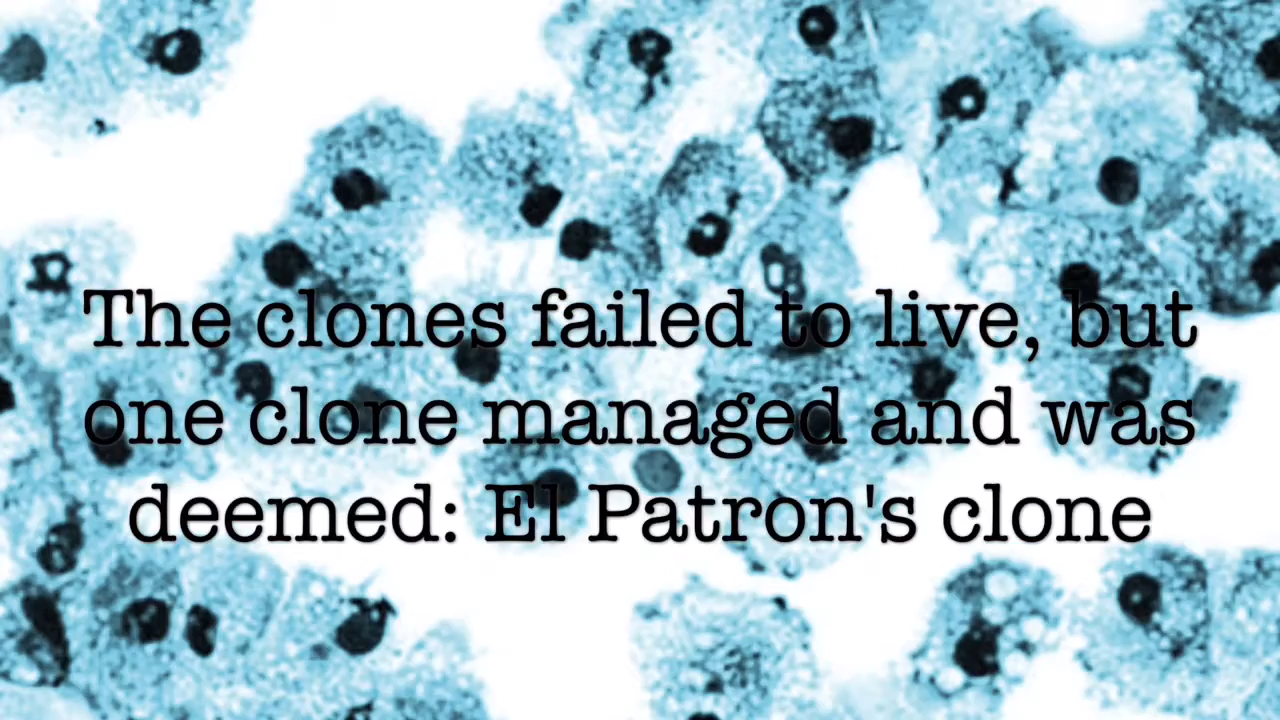 The clones failed to live, but
one clone managed and was
deemed: El Patron's clone